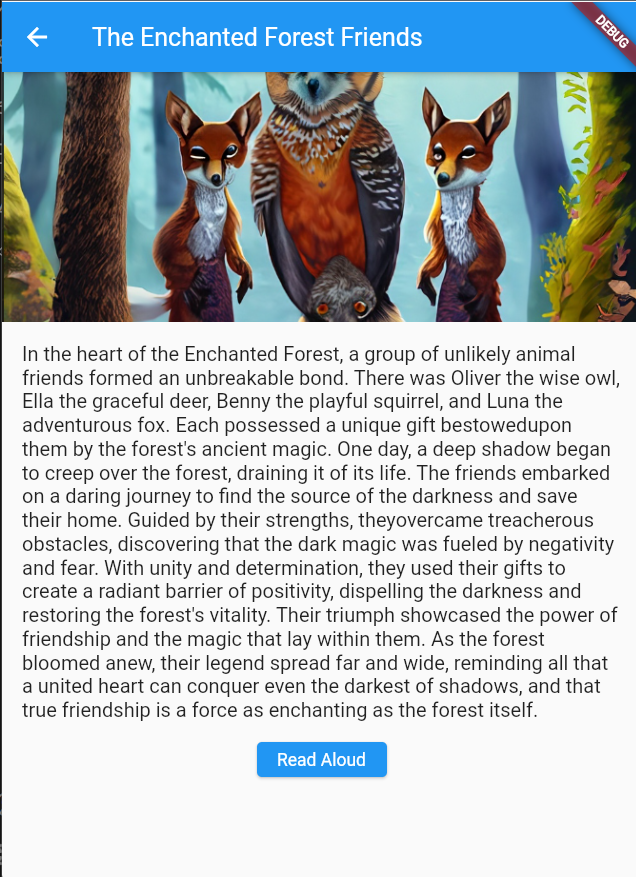 The Enchanted Forest Friends
DEBUG
In the heart of the Enchanted Forest, a group of unlikely animal
friends formed an unbreakable bond. There was Oliver the wise owl,
Ella the graceful deer, Benny the playful squirrel, and Luna the
adventurous fox. Each possessed a unique gift bestowedupon
them by the forest's ancient magic. One day, a deep shadow began
to creep over the forest, draining it of its life. The friends embarked
on a daring journey to find the source of the darkness and save
their home. Guided by their strengths, theyovercame treacherous
obstacles, discovering that the dark magic was fueled by negativity
and fear. With unity and determination, they used their gifts to
create a radiant barrier of positivity, dispelling the darkness and
restoring the forest's vitality. Their triumph showcased the power of
friendship and the magic that lay within them. As the forest
bloomed anew, their legend spread far and wide, reminding all that
a united heart can conquer even the darkest of shadows, and that
true friendship is a force as enchanting as the forest itself.
Read Aloud